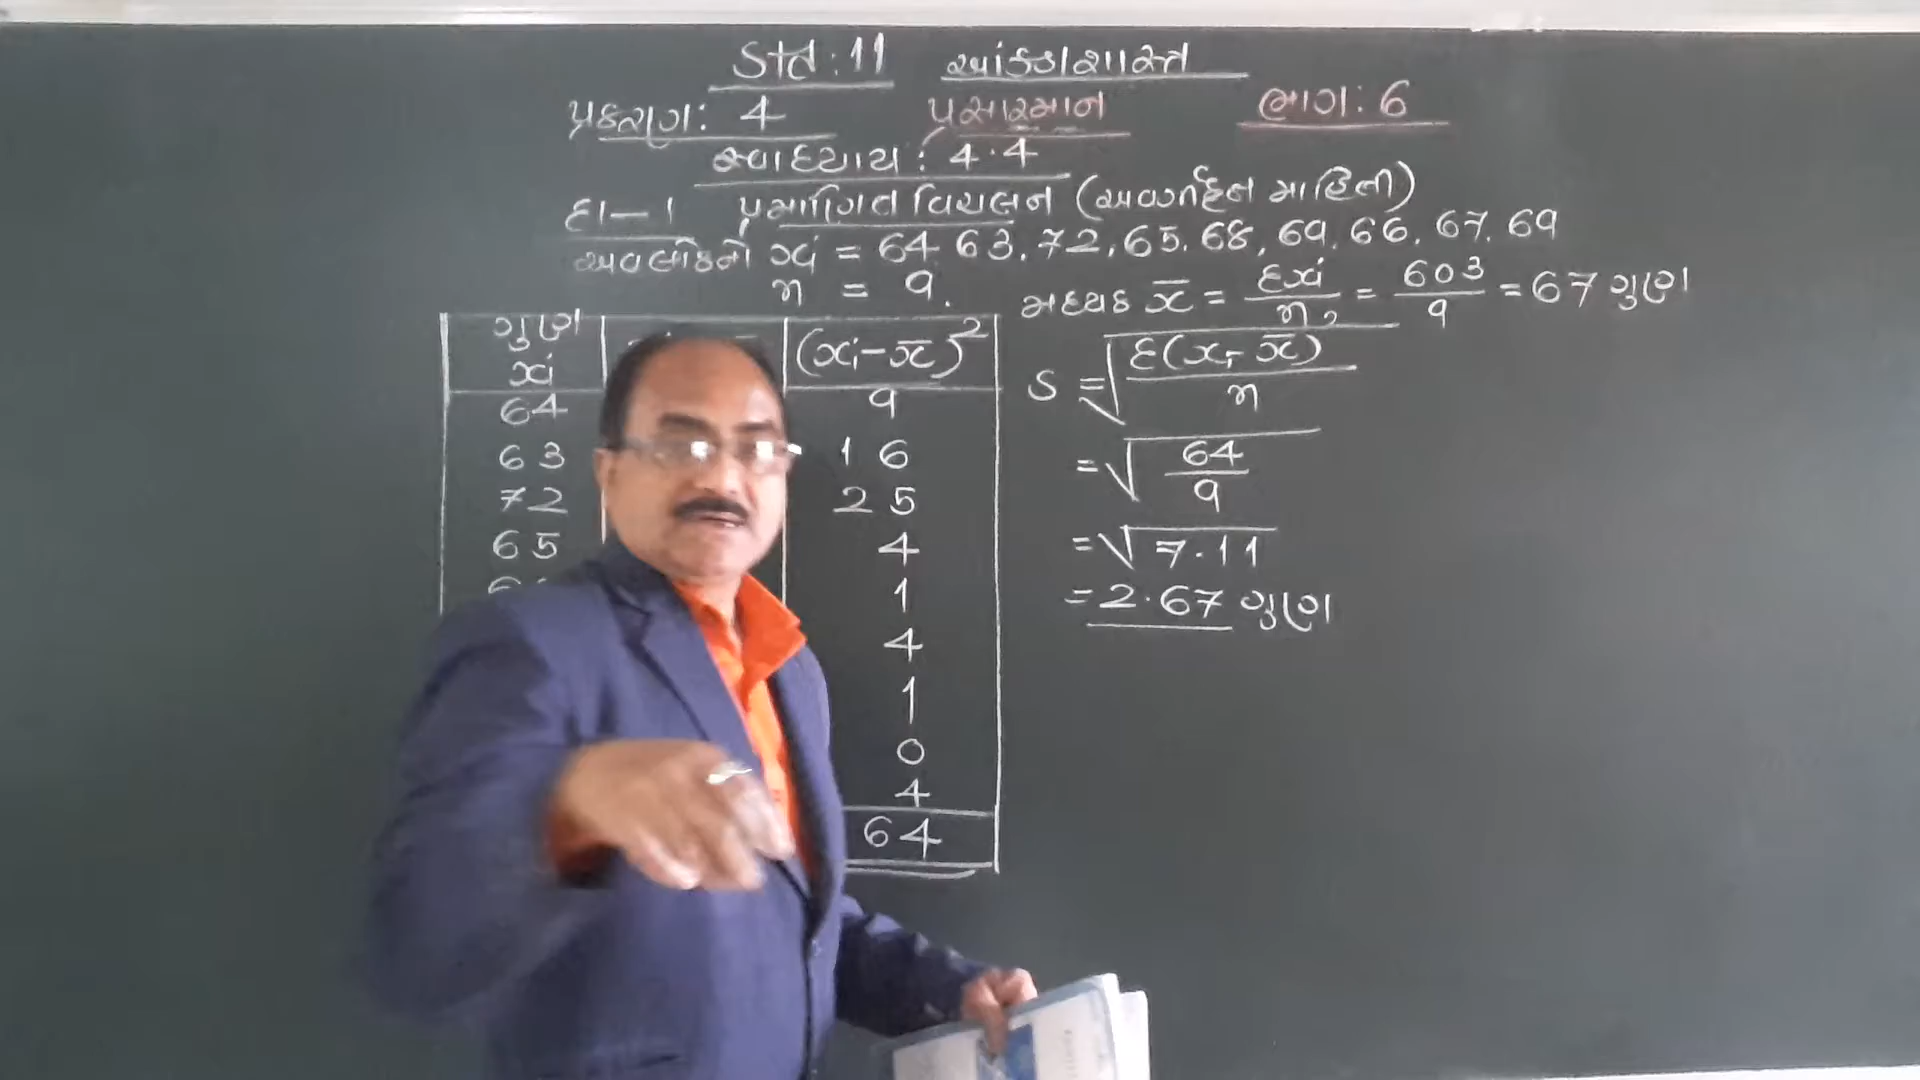 Std:11 આંકડાશાસ્ત્ર
પ્રકરણ: 4 પ્રસારમાન ભાગ: 6
સ્વાધ્યાય: 4.4
દા-1 પ્રમાણિત વિચલન (અવર્ગીકૃત માહિતી)
અવલોકનો xi = 64 63, 72, 65, 68, 69, 66, 67, 69
n = 9.
મધ્યક x̄ = Σxi/n = 603/9 = 67 ગુણ
ગુણ xi (xi-x̄)²
64 9
63 16
72 25
65 4
1
4
1
0
4
64
S = √(Σ(xi-x̄)²/n)
= √(64/9)
= √7.11
= 2.67 ગુણ